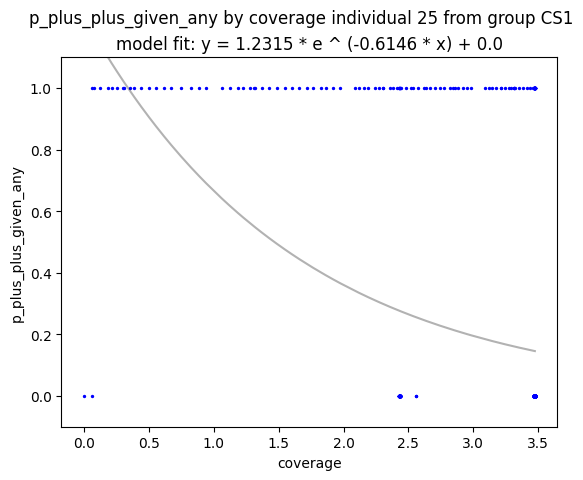 p_plus_plus_given_any by coverage individual 25 from group CS1
model fit: y = 1.2315 * e ^ (-0.6146 * x) + 0.0
1.0
0.8
0.6
0.4
0.2
0.0
p_plus_plus_given_any
0.0 0.5 1.0 1.5 2.0 2.5 3.0 3.5
coverage